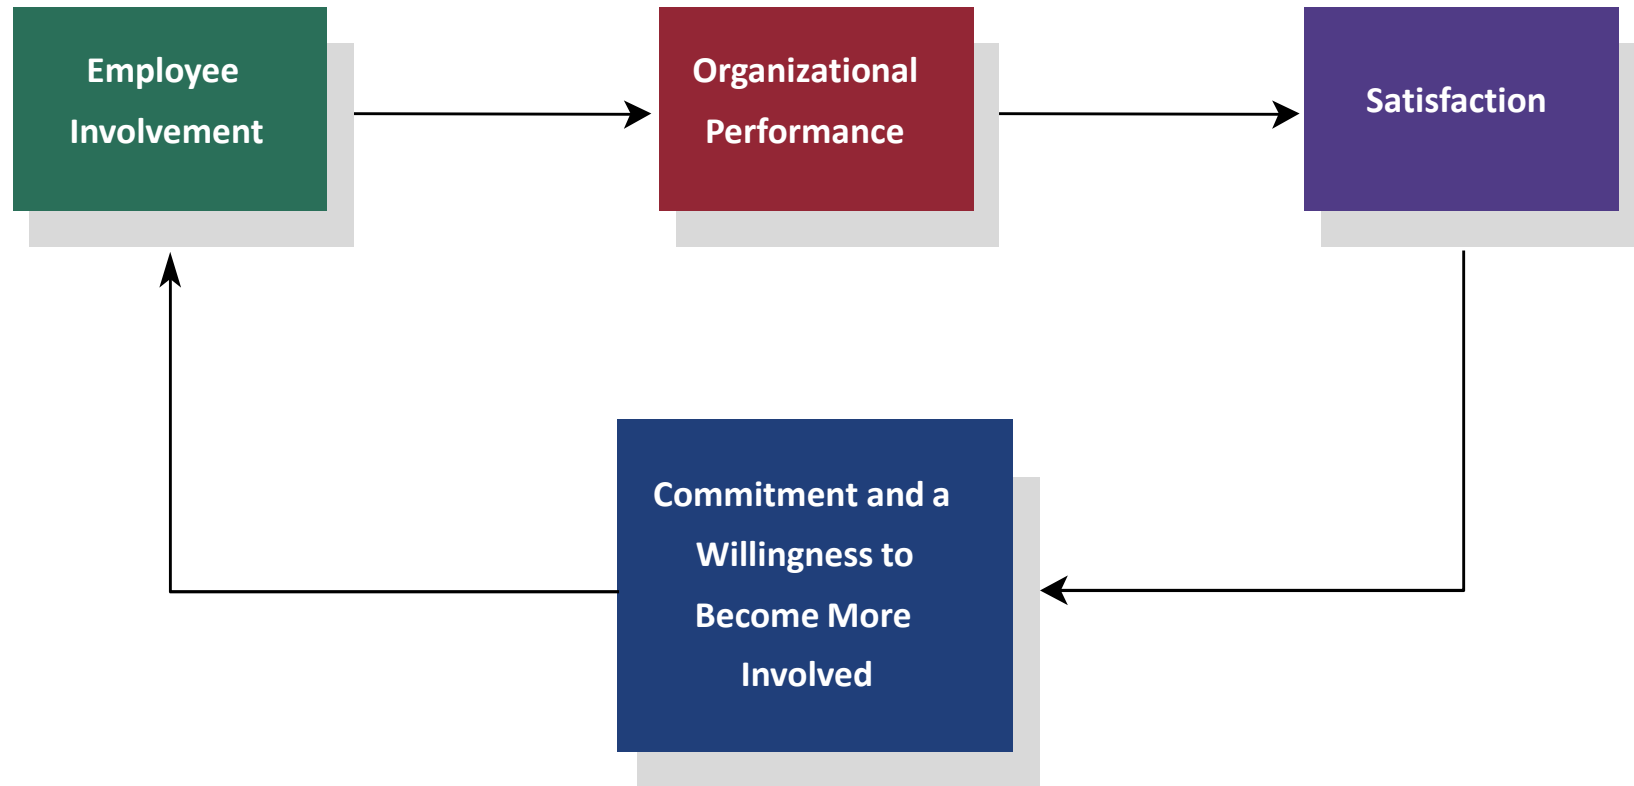 Employee
Involvement
Organizational
Performance
Satisfaction
Commitment and a
Willingness to
Become More
Involved